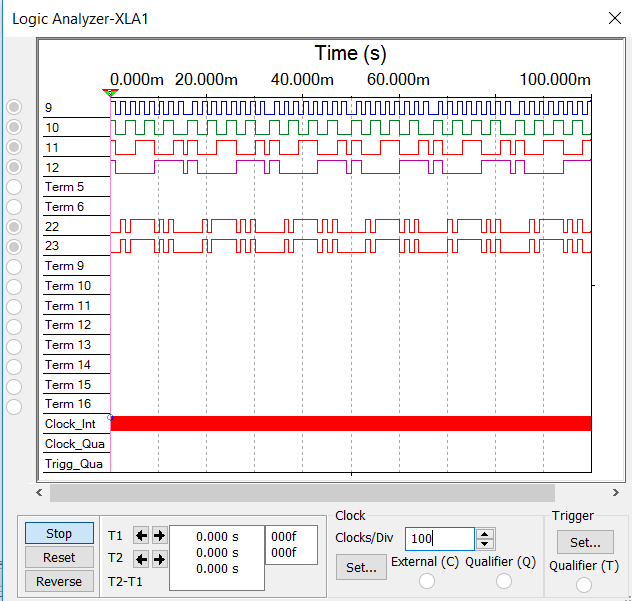 Logic Analyzer-XLA1
Time (s)
0.000m 20.000m 40.000m 60.000m 100.000m
9
10
11
12
Term 5
Term 6
22
23
Term 9
Term 10
Term 11
Term 12
Term 13
Term 14
Term 15
Term 16
Clock_Int
Clock_Qua
Trigg_Qua
Stop
Reset
Reverse
T1
T2
T2-T1
0.000 s
0.000 s
0.000 s
000f
000f
Clock
Clocks/Div 100
Set...
External (C) Qualifier (Q)
Trigger
Set...
Qualifier (T)